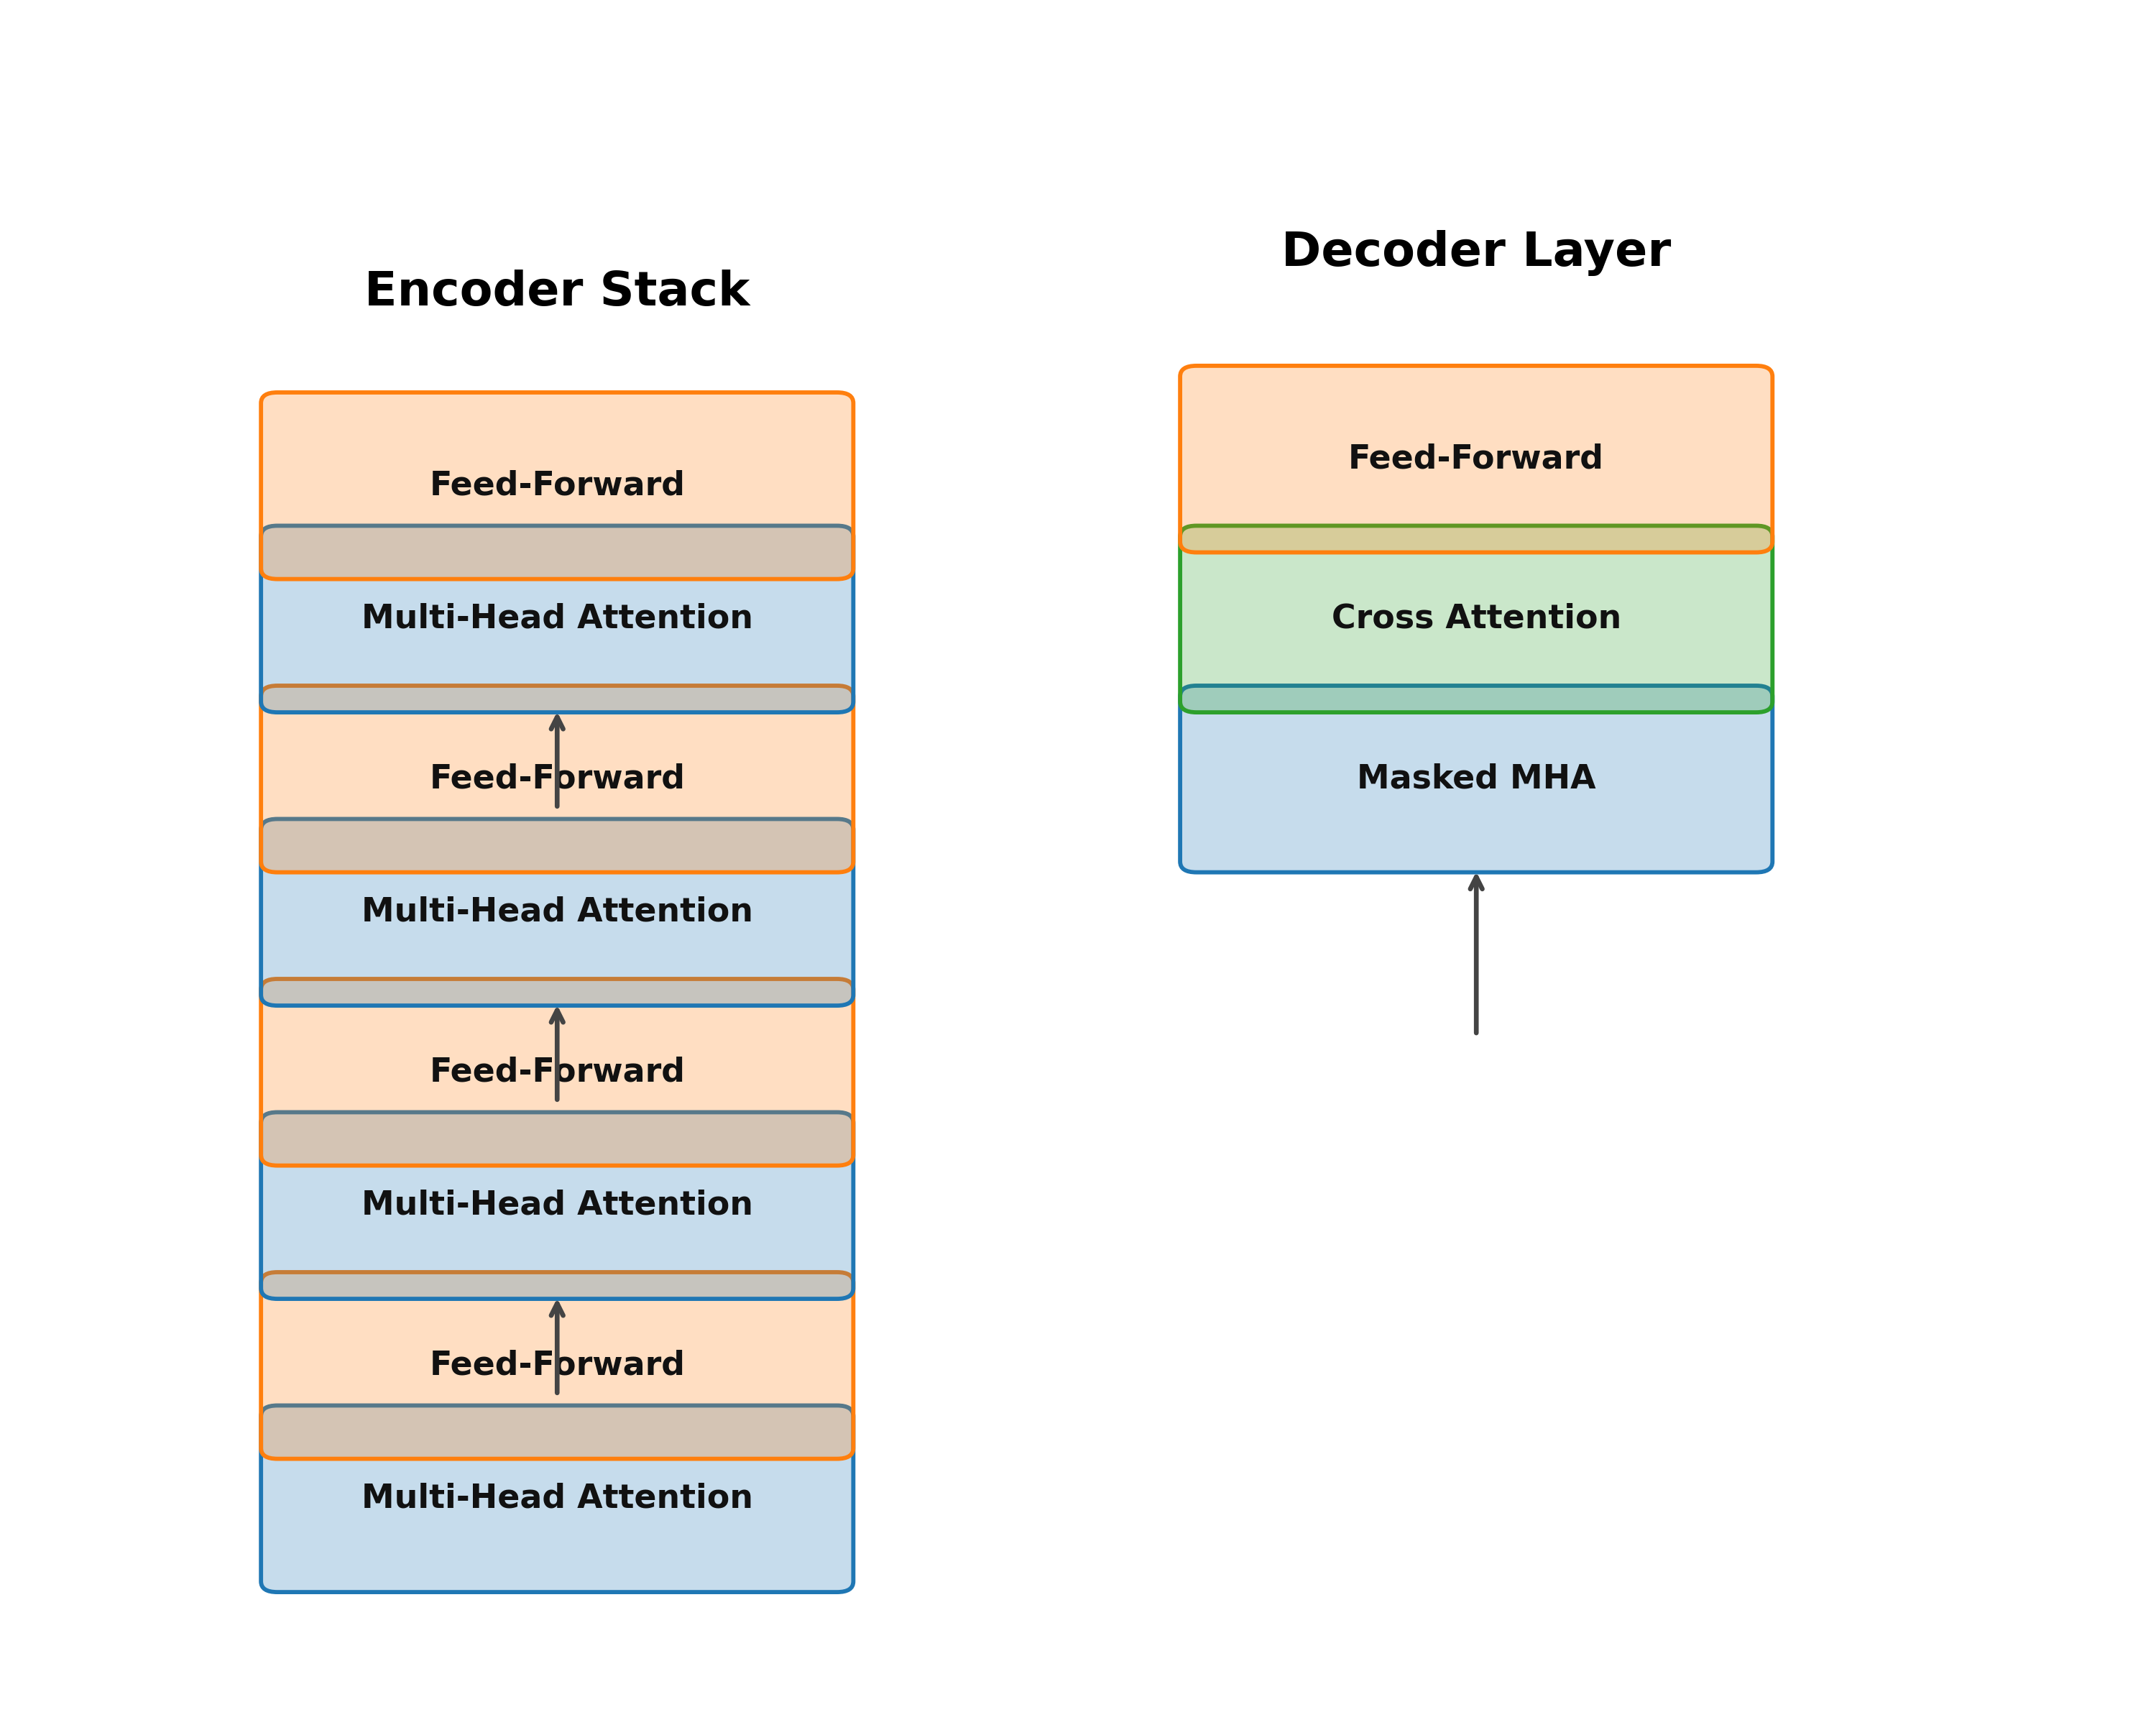 Encoder Stack
Feed-Forward
Multi-Head Attention
Feed-Forward
Multi-Head Attention
Feed-Forward
Multi-Head Attention
Feed-Forward
Multi-Head Attention
Decoder Layer
Feed-Forward
Cross Attention
Masked MHA